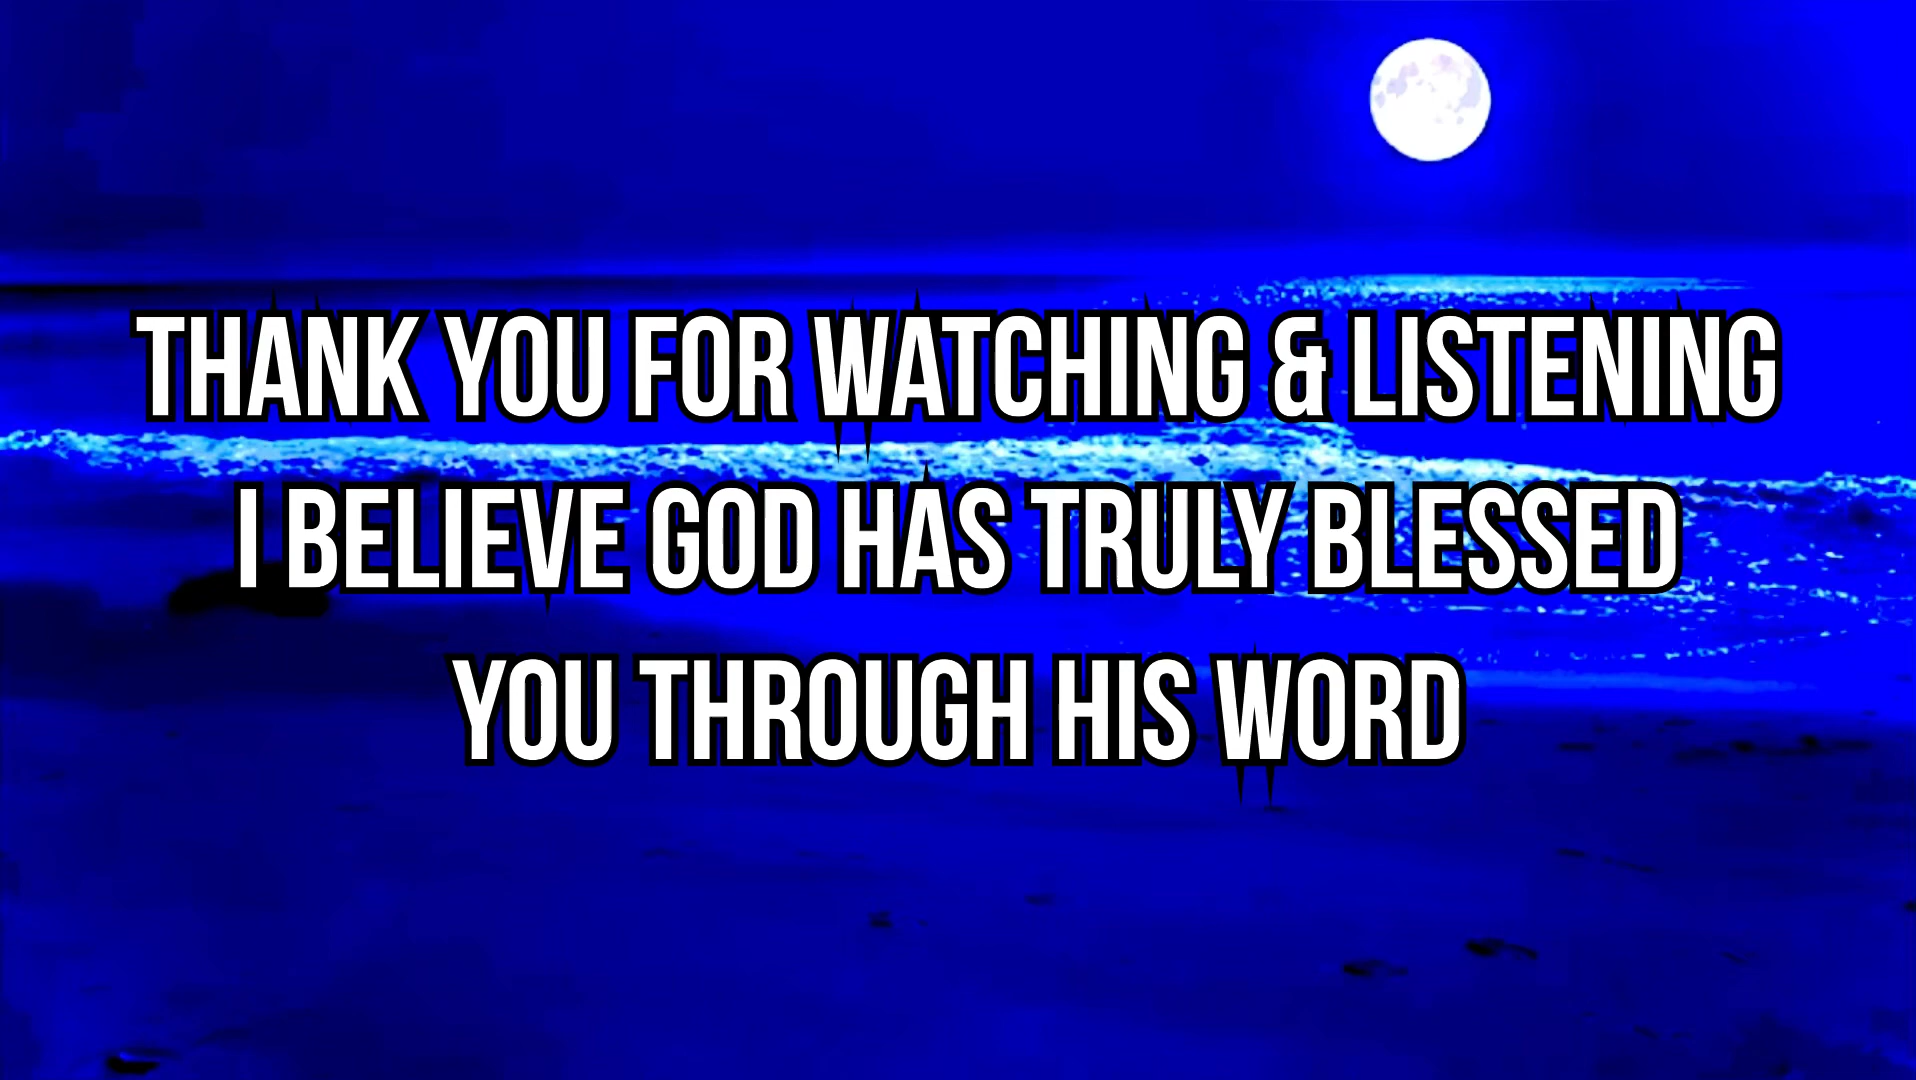 THANK YOU FOR WATCHING & LISTENING
I BELIEVE GOD HAS TRULY BLESSED
YOU THROUGH HIS WORD